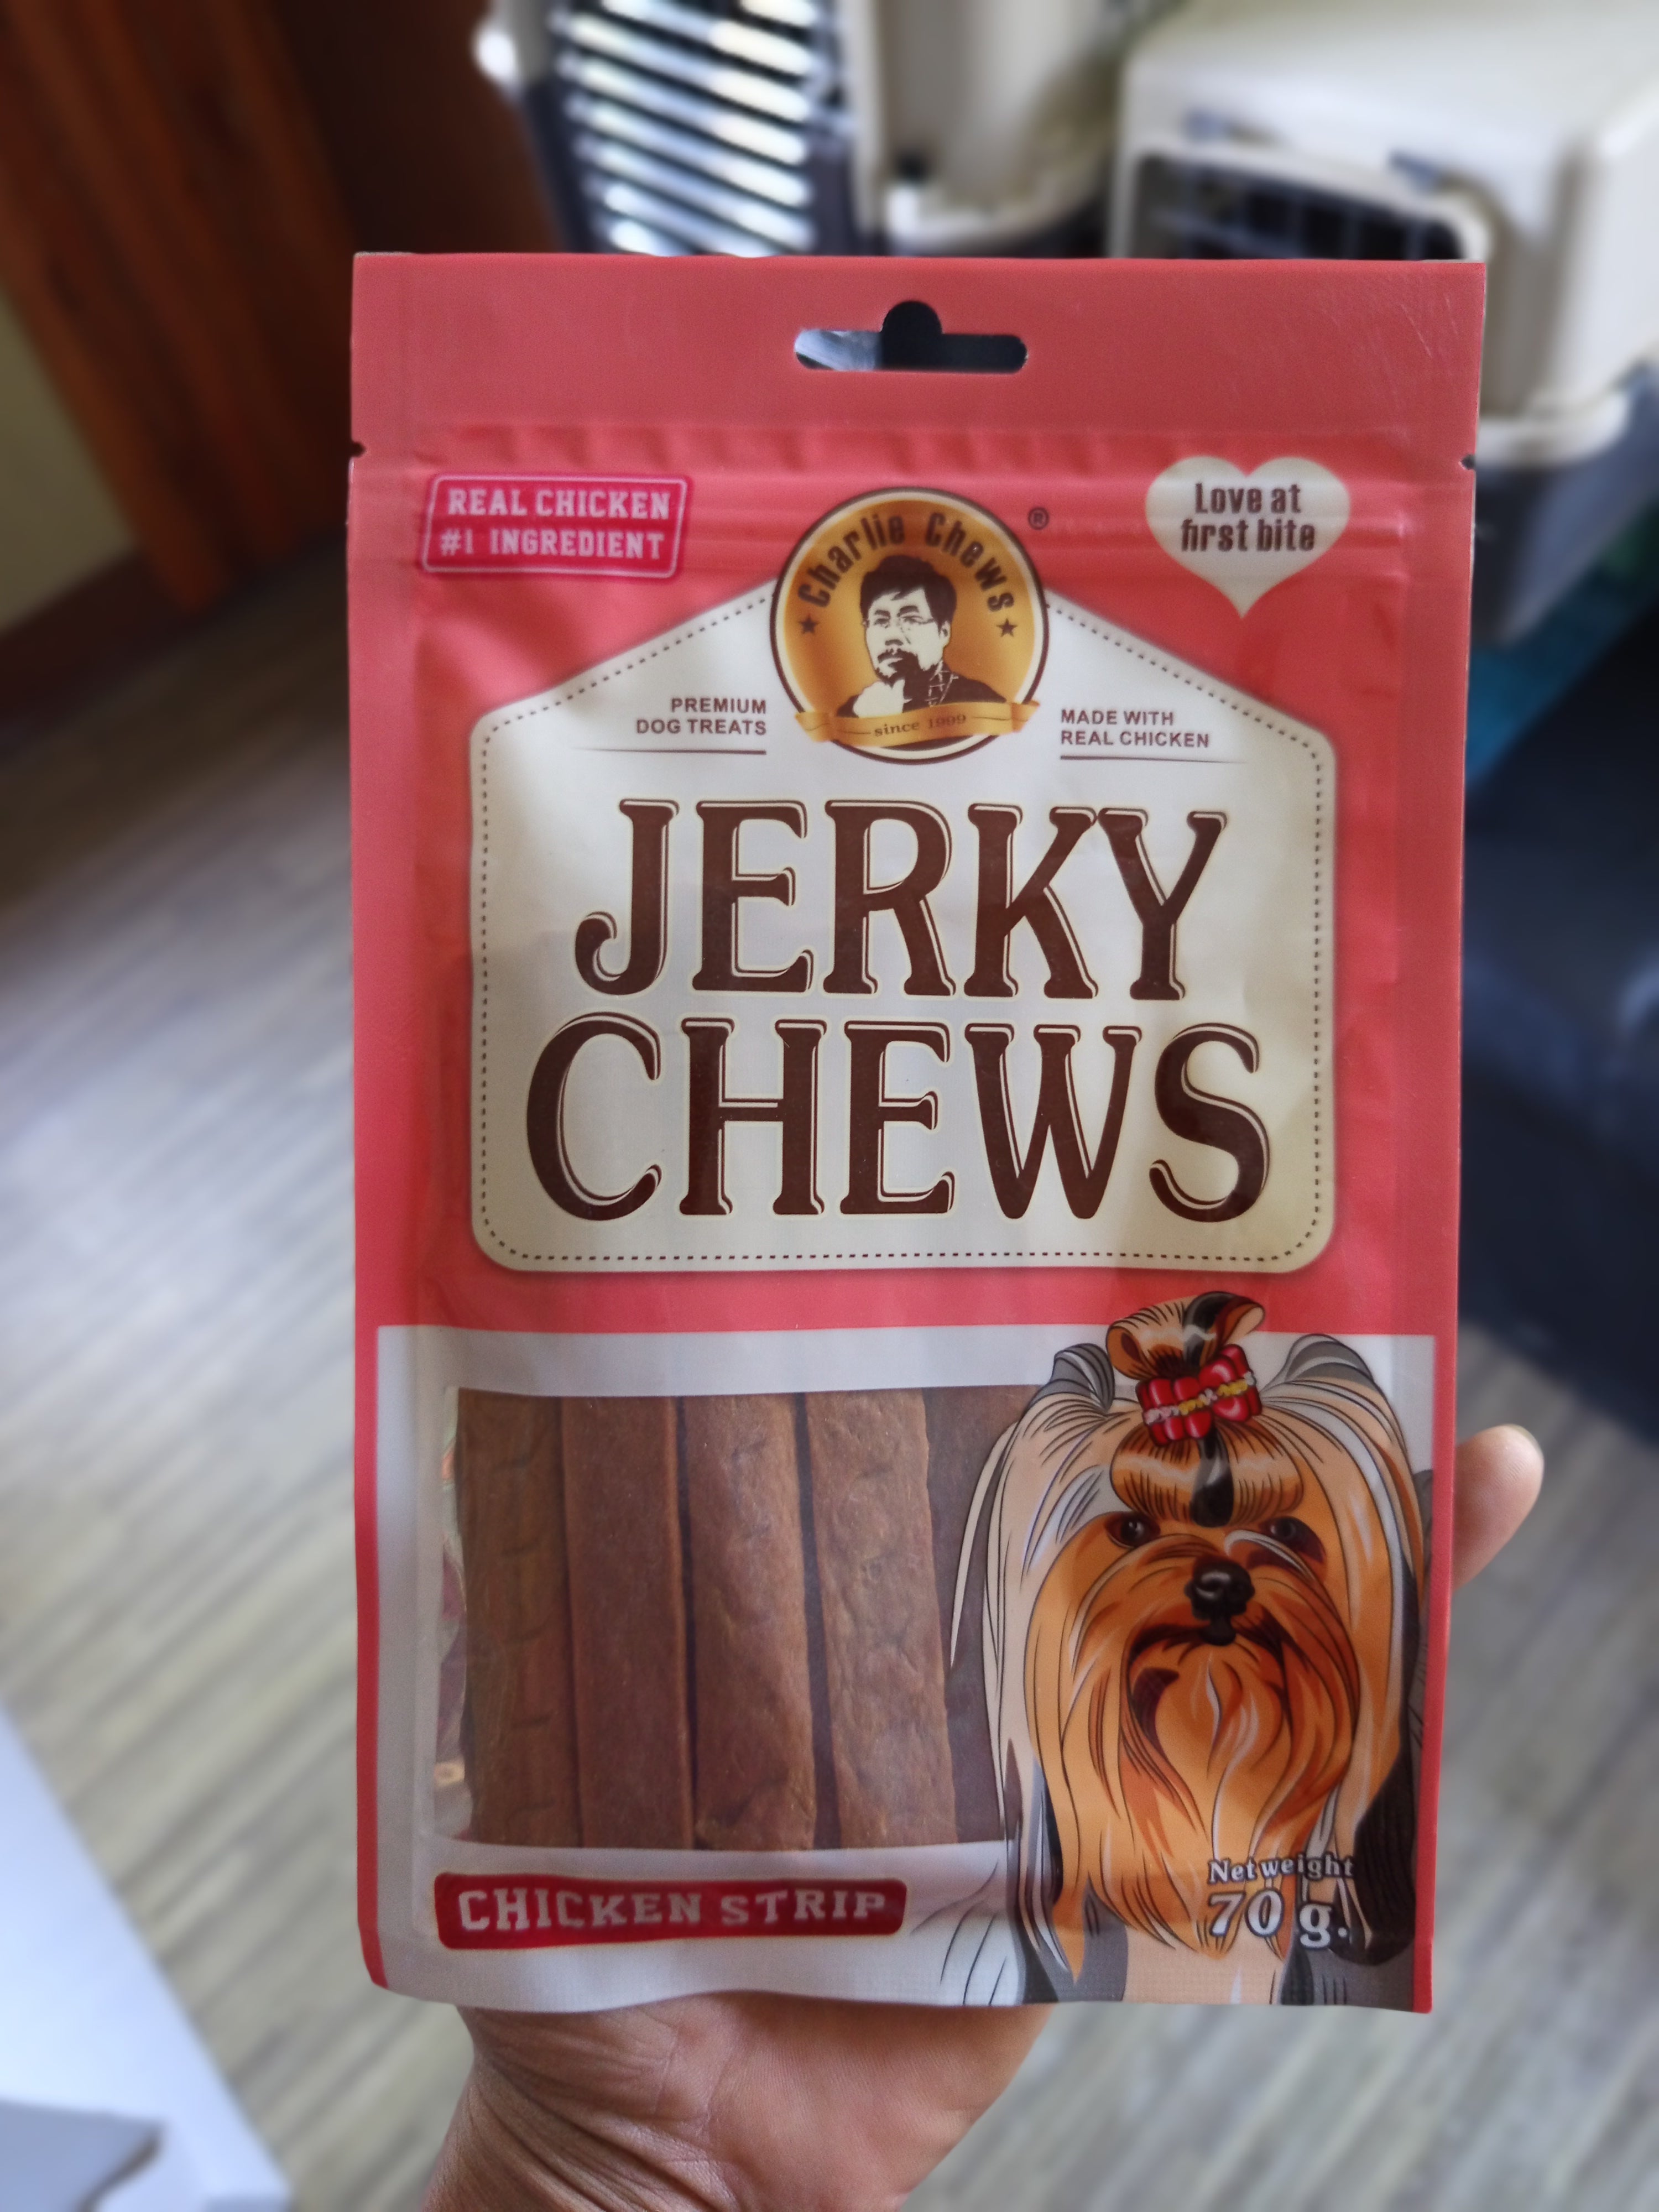 REAL CHICKEN
#1 INGREDIENT
Charlie Chews
®
since 1999
Love at
first bite
PREMIUM
DOG TREATS
MADE WITH
REAL CHICKEN
JERKY
CHEWS
CHICKEN STRIP
Net weight
70 g.